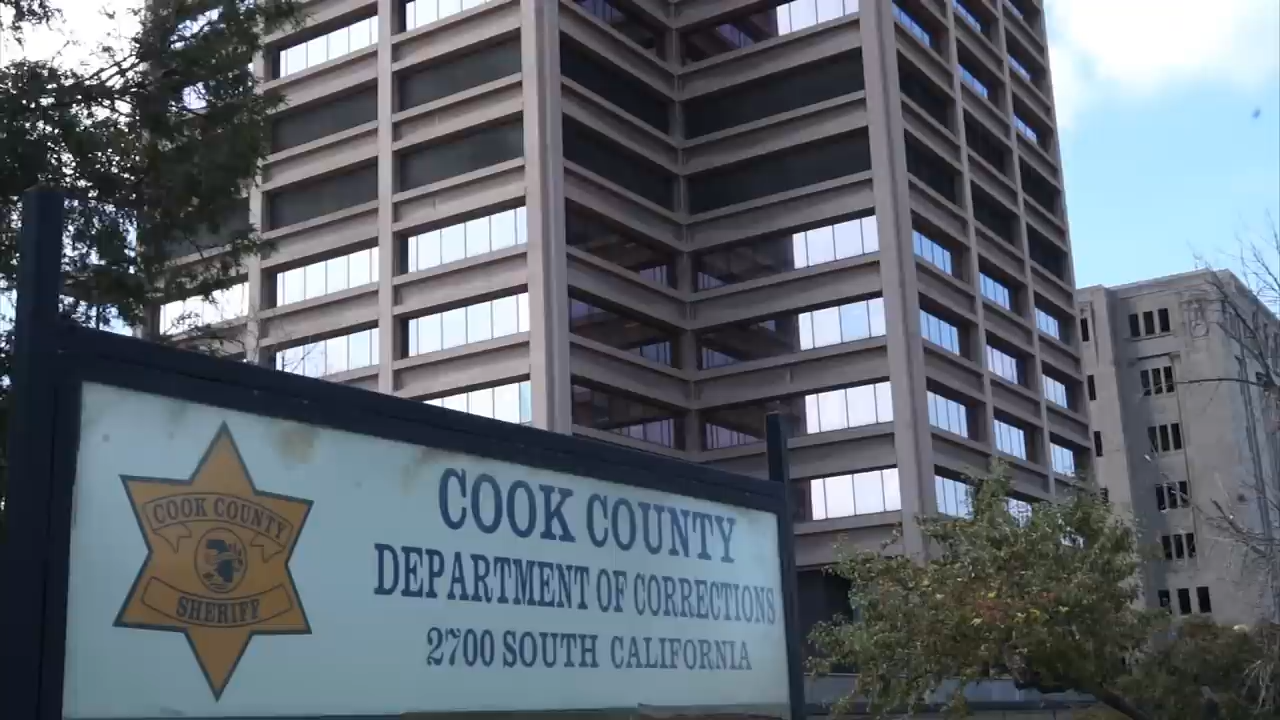 COOK COUNTY
SHERIFF
COOK COUNTY
DEPARTMENT OF CORRECTIONS
2700 SOUTH CALIFORNIA